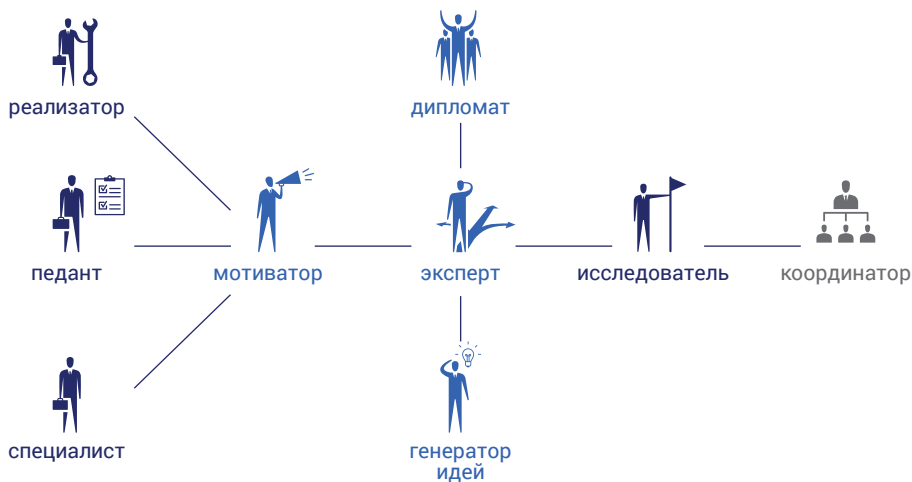 реализатор
дипломат
педант
мотиватор
эксперт
исследователь
координатор
специалист
генератор
идей